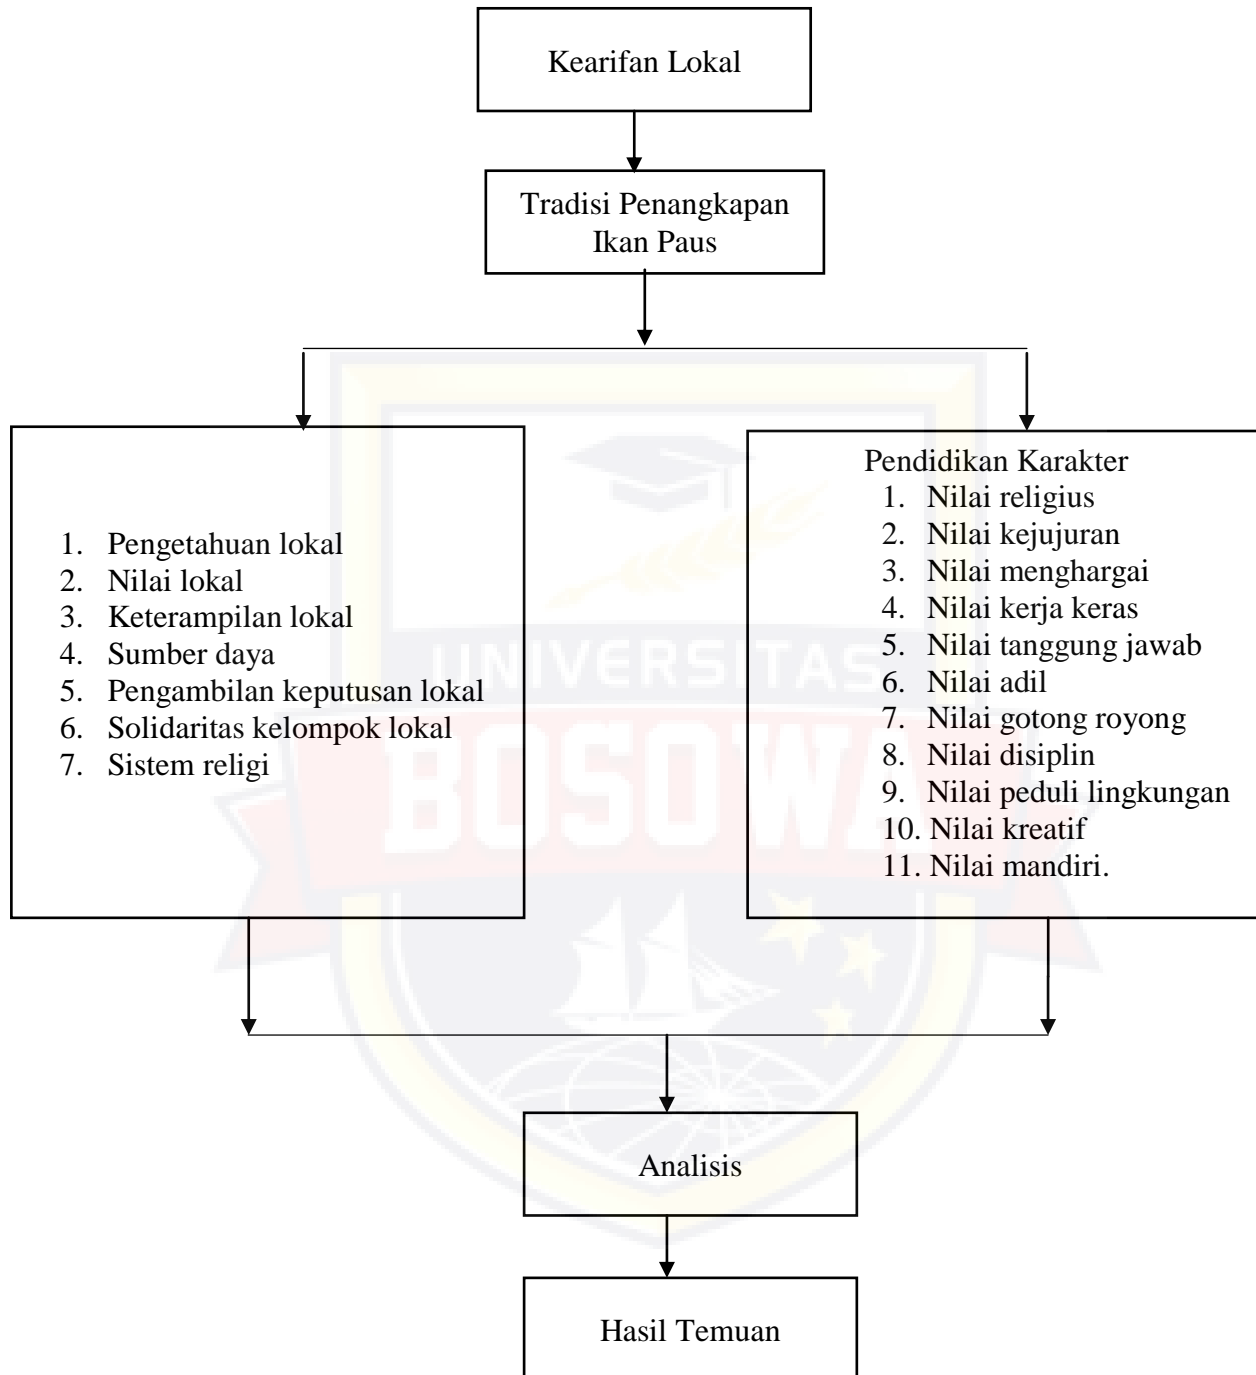 Kearifan Lokal
Tradisi Penangkapan
Ikan Paus
1. Pengetahuan lokal
2. Nilai lokal
3. Keterampilan lokal
4. Sumber daya
5. Pengambilan keputusan lokal
6. Solidaritas kelompok lokal
7. Sistem religi
Pendidikan Karakter
1. Nilai religius
2. Nilai kejujuran
3. Nilai menghargai
4. Nilai kerja keras
5. Nilai tanggung jawab
6. Nilai adil
7. Nilai gotong royong
8. Nilai disiplin
9. Nilai peduli lingkungan
10. Nilai kreatif
11. Nilai mandiri.
UNIVERSITAS
BOSOWA
Analisis
Hasil Temuan